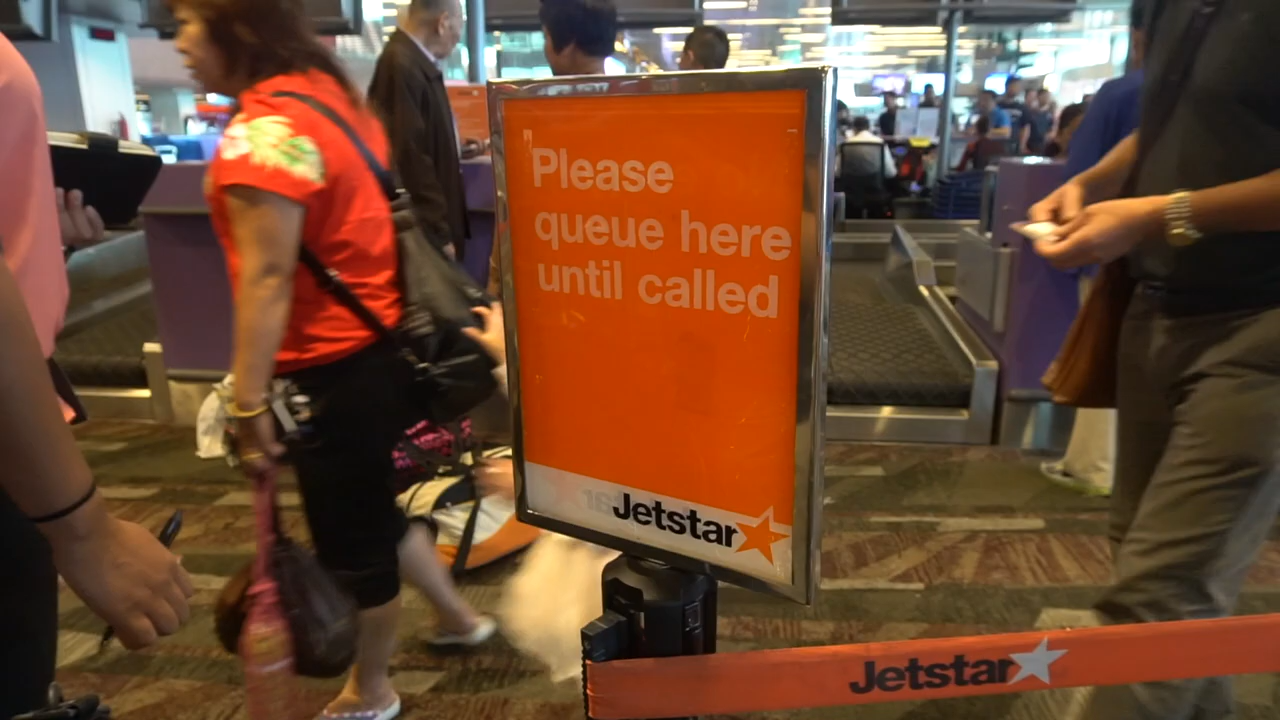 Please
queue here
until called
Jetstar
Jetstar